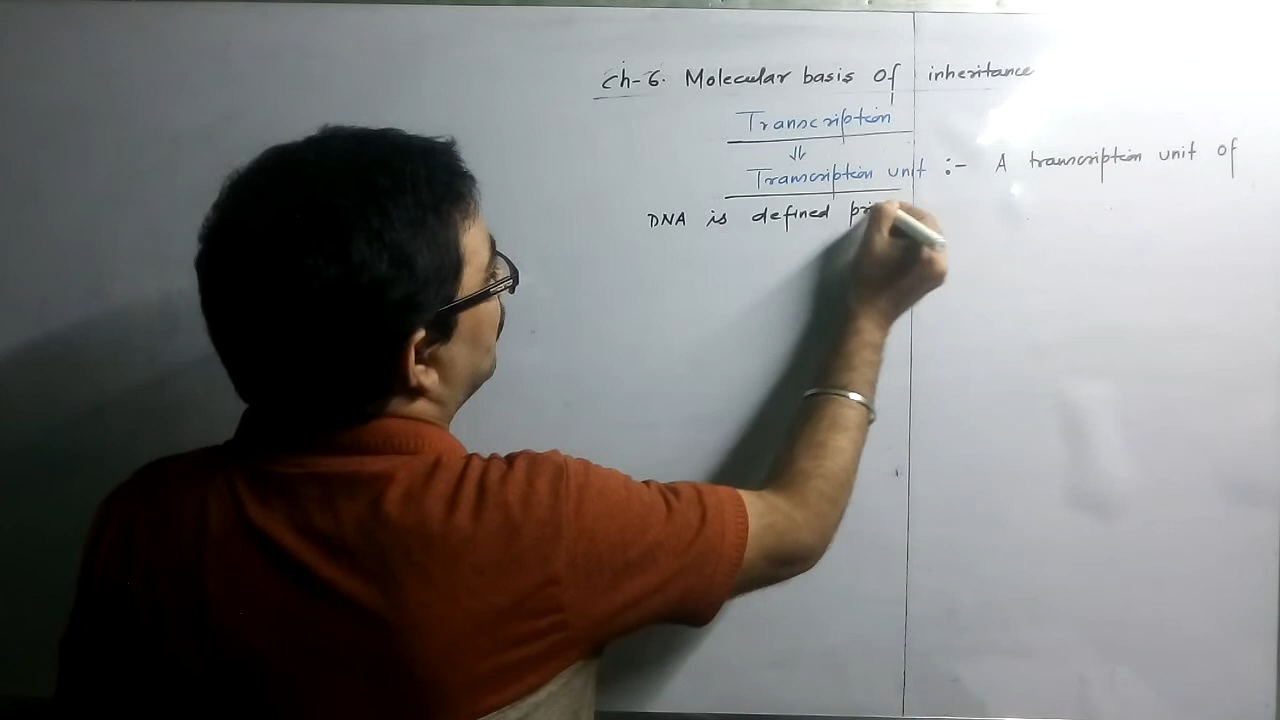 Ch-6. Molecular basis of inheritance
Transcription
⇓
Transcription unit :- A transcription unit of
DNA is defined